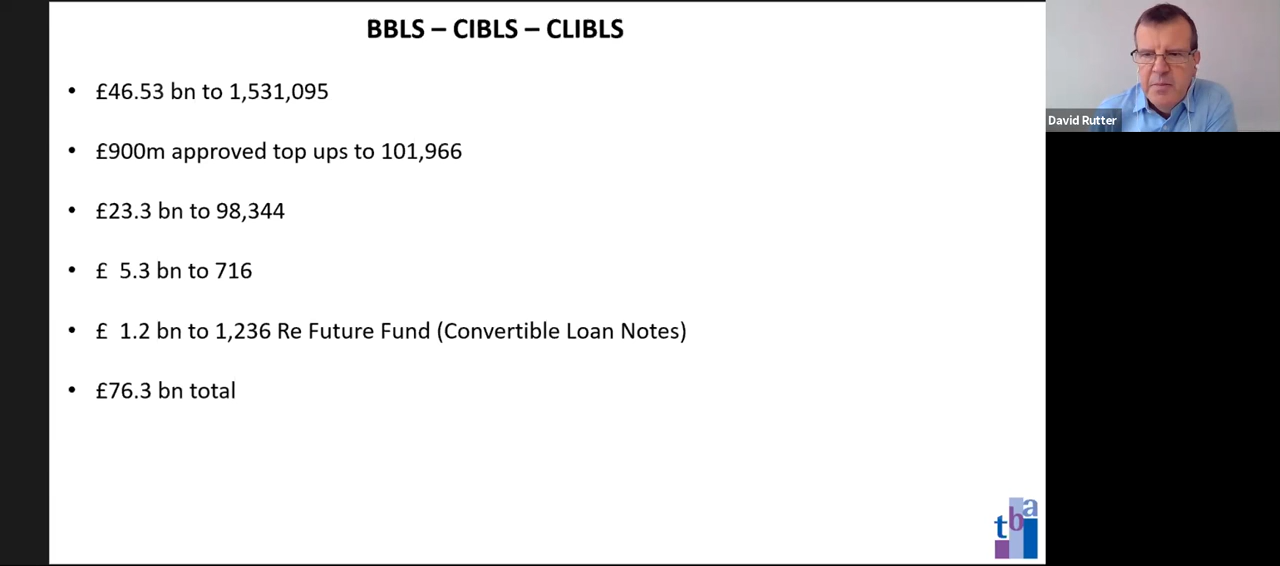 BBLS – CIBLS – CLIBLS
• £46.53 bn to 1,531,095
• £900m approved top ups to 101,966
• £23.3 bn to 98,344
• £  5.3 bn to 716
• £  1.2 bn to 1,236 Re Future Fund (Convertible Loan Notes)
• £76.3 bn total
David Rutter
tba